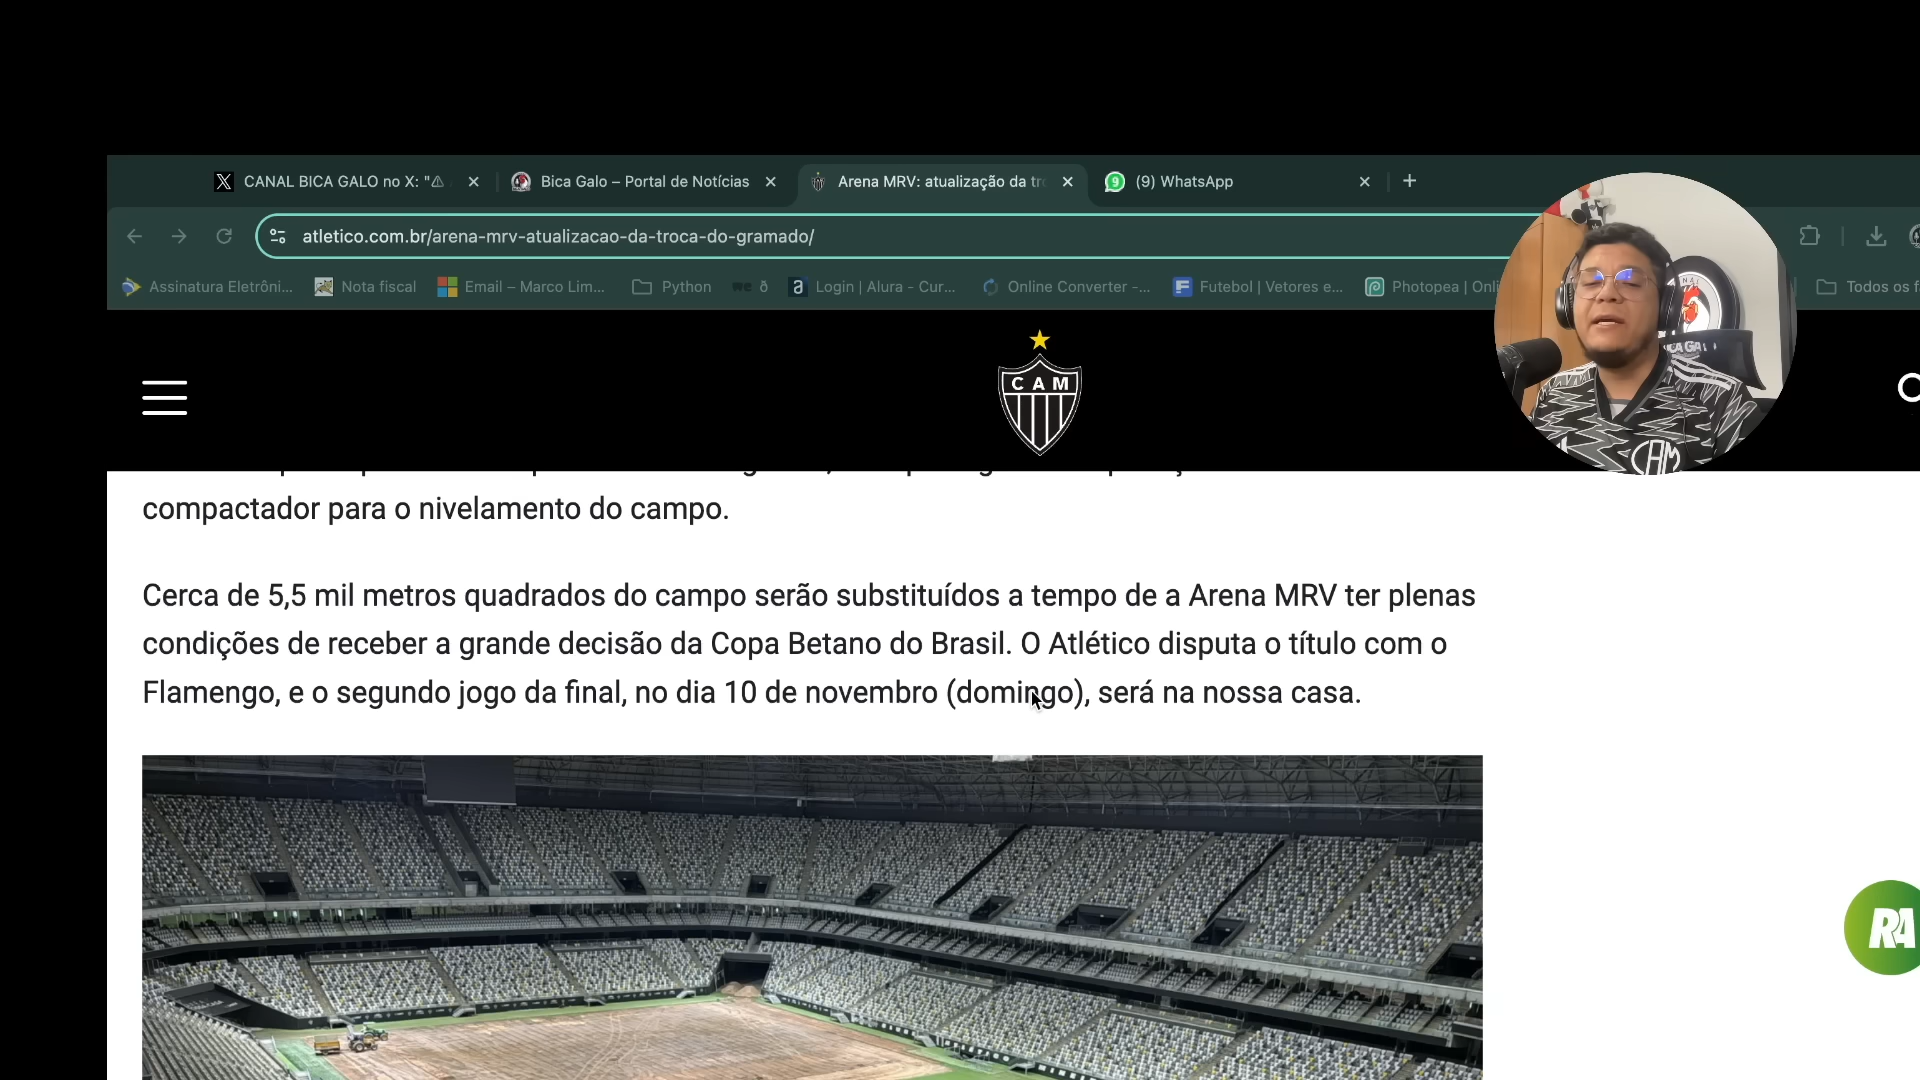 CANAL BICA GALO no X: "⚠
Bica Galo – Portal de Notícias
Arena MRV: atualização da tr
(9) WhatsApp
atletico.com.br/arena-mrv-atualizacao-da-troca-do-gramado/
Assinatura Eletrôni...
Nota fiscal
Email – Marco Lim...
Python
Login | Alura - Cur...
Online Converter -...
Futebol | Vetores e...
Photopea | Onl
Todos os f
CAM
compactador para o nivelamento do campo.
Cerca de 5,5 mil metros quadrados do campo serão substituídos a tempo de a Arena MRV ter plenas
condições de receber a grande decisão da Copa Betano do Brasil. O Atlético disputa o título com o
Flamengo, e o segundo jogo da final, no dia 10 de novembro (domingo), será na nossa casa.
RA